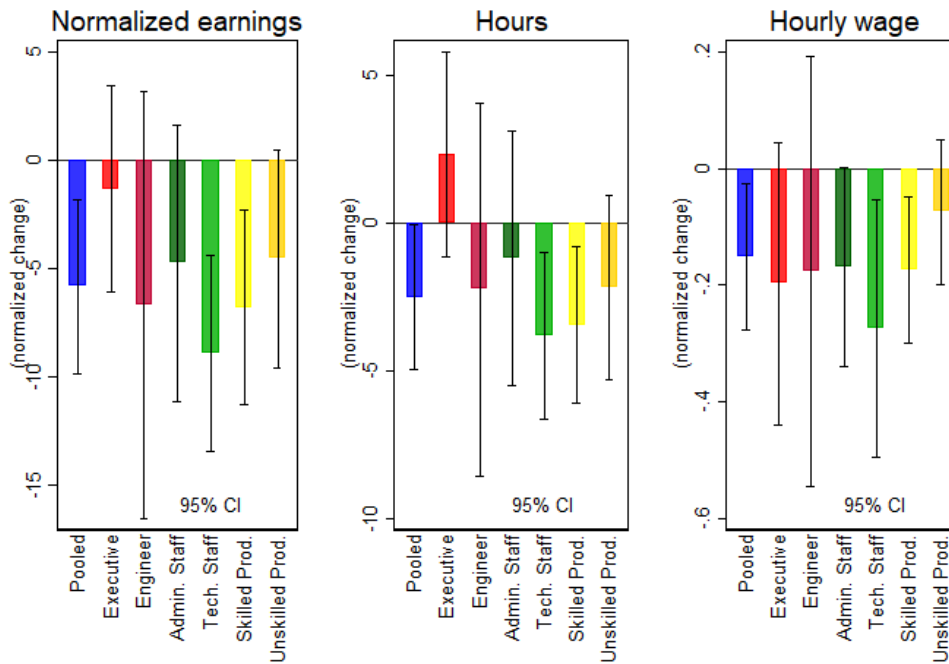 Normalized earnings
(normalized change)
5
0
-5
-10
-15
95% CI
Pooled
Executive
Engineer
Admin. Staff
Tech. Staff
Skilled Prod.
Unskilled Prod.
Hours
(normalized change)
5
0
-5
-10
95% CI
Pooled
Executive
Engineer
Admin. Staff
Tech. Staff
Skilled Prod.
Unskilled Prod.
Hourly wage
(normalized change)
.2
0
-.2
-.4
-.6
95% CI
Pooled
Executive
Engineer
Admin. Staff
Tech. Staff
Skilled Prod.
Unskilled Prod.